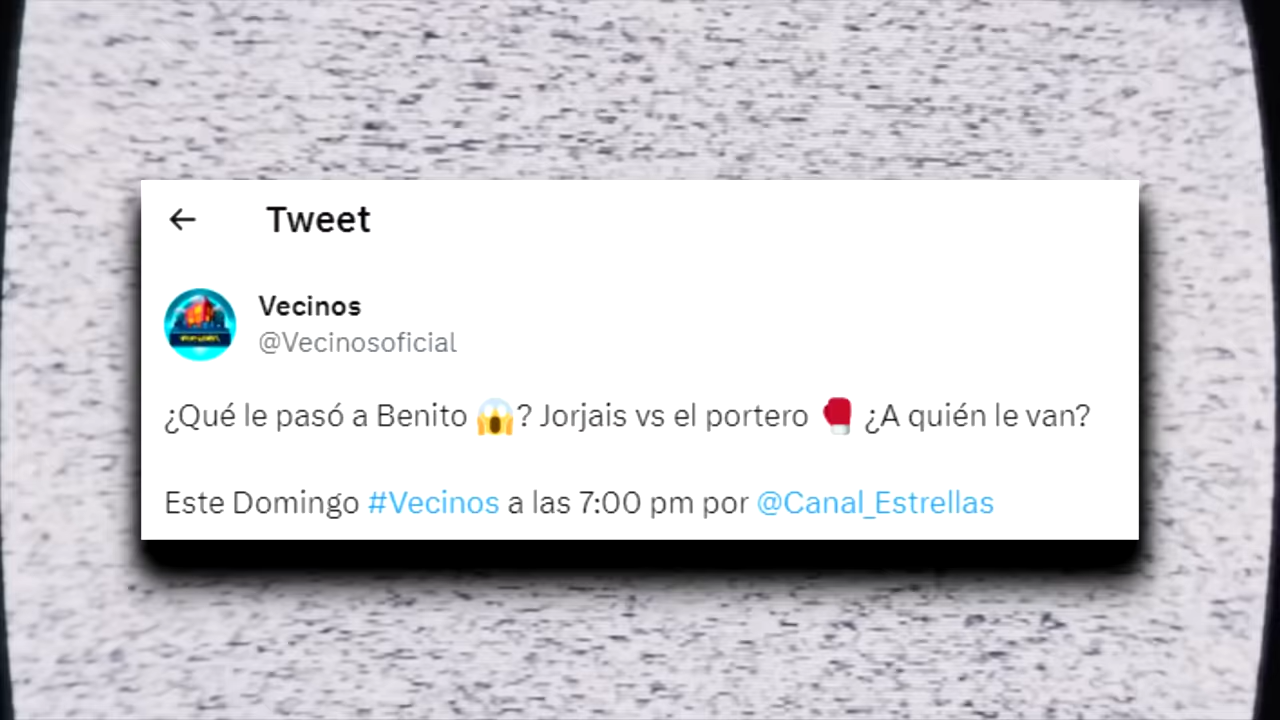 Tweet
Vecinos
@Vecinosoficial
¿Qué le pasó a Benito 😱? Jorjais vs el portero 🥊 ¿A quién le van?
Este Domingo #Vecinos a las 7:00 pm por @Canal_Estrellas